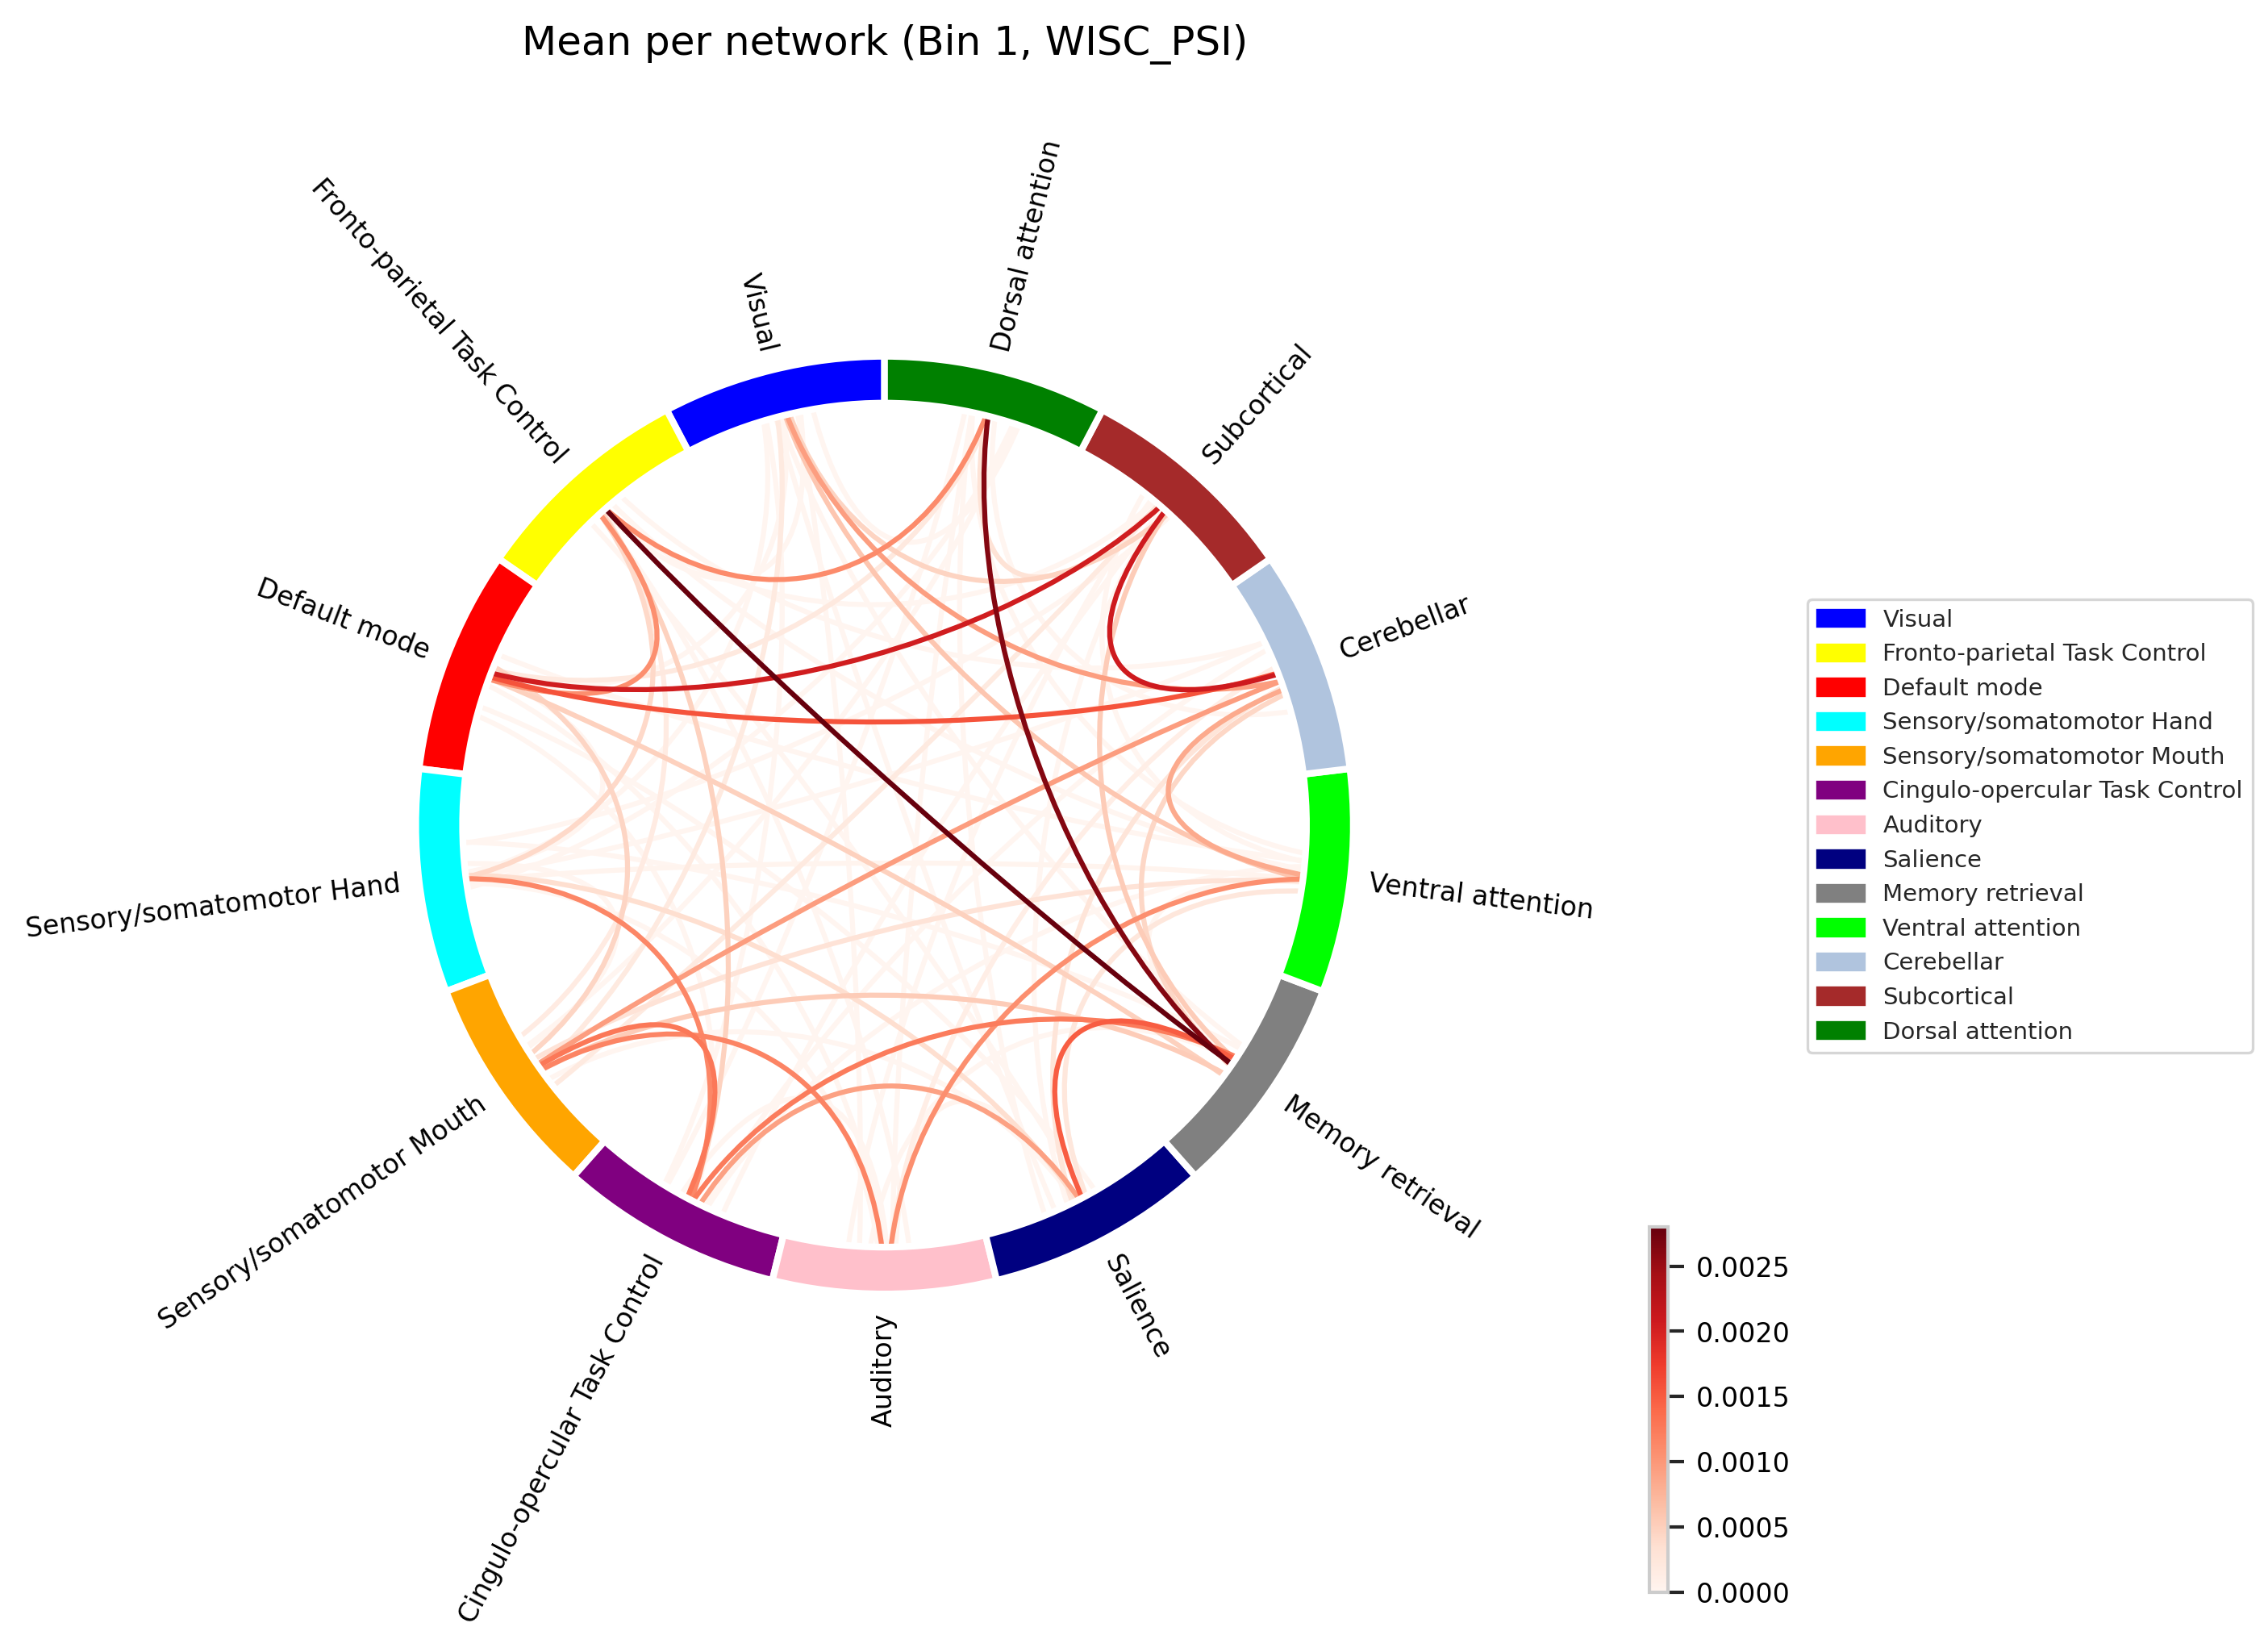 Mean per network (Bin 1, WISC_PSI)
Visual
Dorsal attention
Fronto-parietal Task Control
Subcortical
Default mode
Cerebellar
Sensory/somatomotor Hand
Ventral attention
Sensory/somatomotor Mouth
Memory retrieval
Cingulo-opercular Task Control
Auditory
Salience
Visual
Fronto-parietal Task Control
Default mode
Sensory/somatomotor Hand
Sensory/somatomotor Mouth
Cingulo-opercular Task Control
Auditory
Salience
Memory retrieval
Ventral attention
Cerebellar
Subcortical
Dorsal attention
0.0025
0.0020
0.0015
0.0010
0.0005
0.0000